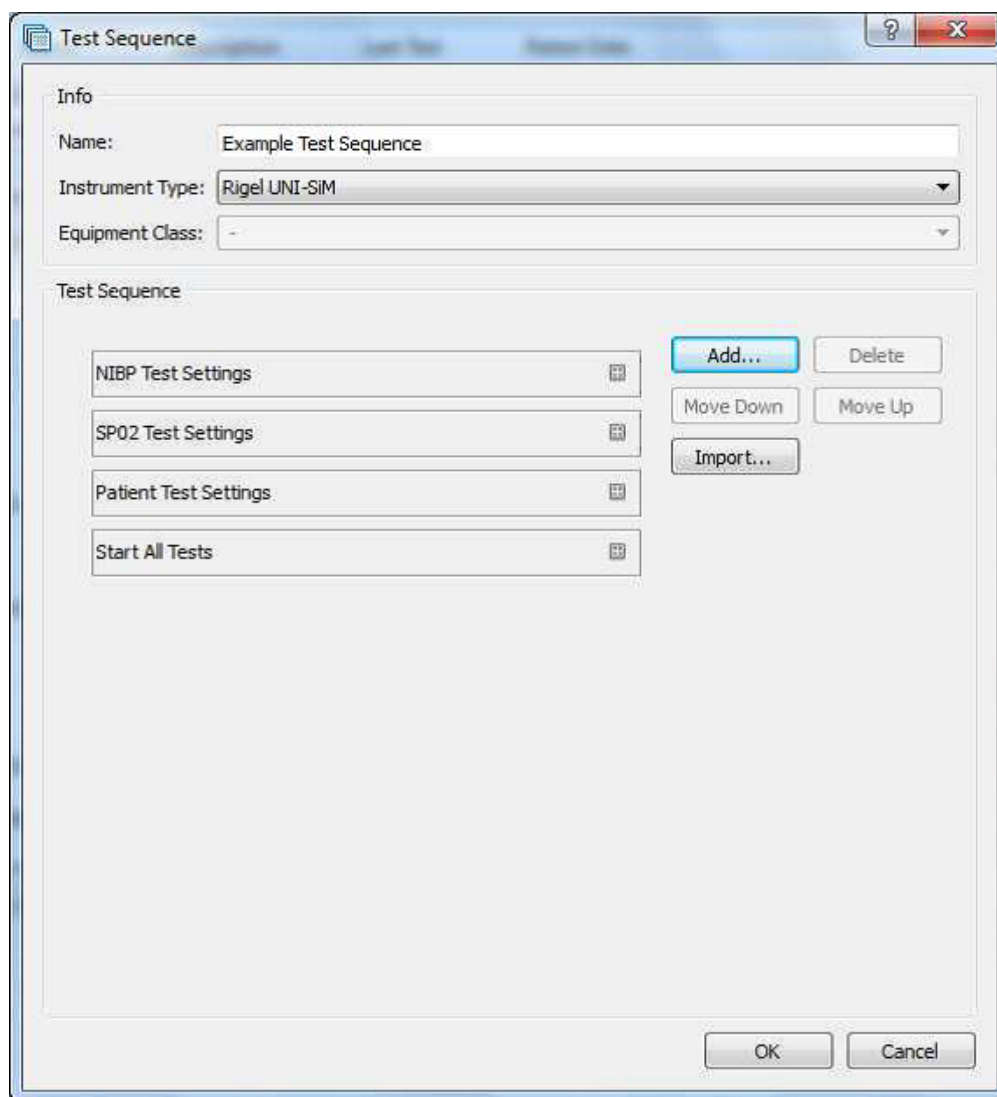 Test Sequence
Info
Name: Example Test Sequence
Instrument Type: Rigel UNI-SiM
Equipment Class: -
Test Sequence
NIBP Test Settings
SP02 Test Settings
Patient Test Settings
Start All Tests
Add... Delete
Move Down Move Up
Import...
OK Cancel